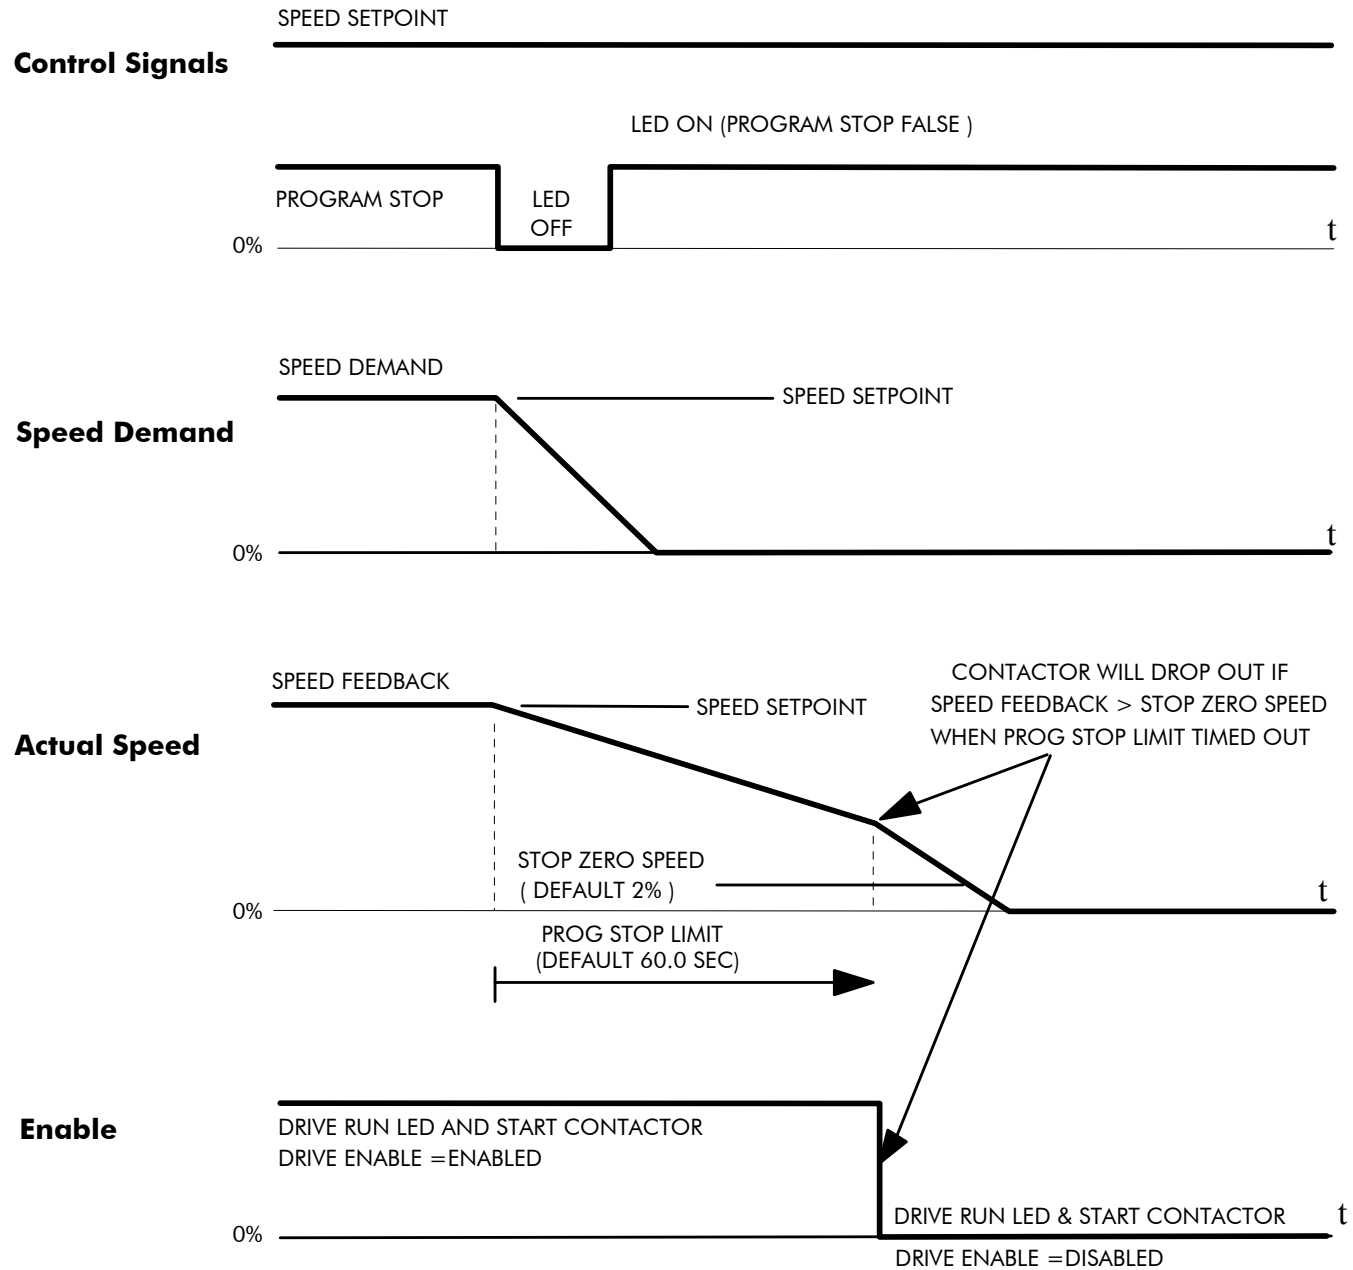 SPEED SETPOINT
Control Signals
LED ON (PROGRAM STOP FALSE )
PROGRAM STOP
LED
OFF
0%
t
SPEED DEMAND
SPEED SETPOINT
Speed Demand
0%
t
CONTACTOR WILL DROP OUT IF
SPEED FEEDBACK > STOP ZERO SPEED
WHEN PROG STOP LIMIT TIMED OUT
SPEED FEEDBACK
SPEED SETPOINT
Actual Speed
STOP ZERO SPEED
( DEFAULT 2% )
0%
t
PROG STOP LIMIT
(DEFAULT 60.0 SEC)
Enable
DRIVE RUN LED AND START CONTACTOR
DRIVE ENABLE =ENABLED
0%
DRIVE RUN LED & START CONTACTOR
t
DRIVE ENABLE =DISABLED